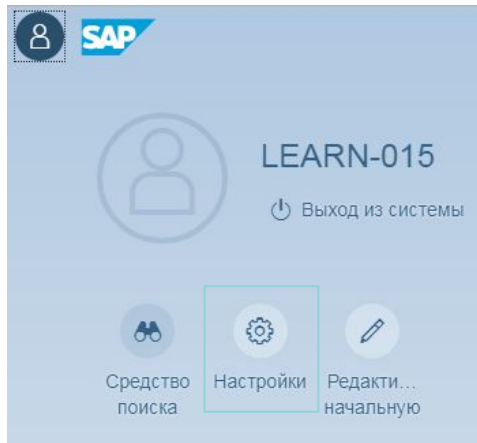 SAP
LEARN-015
Выход из системы
Средство
поиска
Настройки
Редакти...
начальную